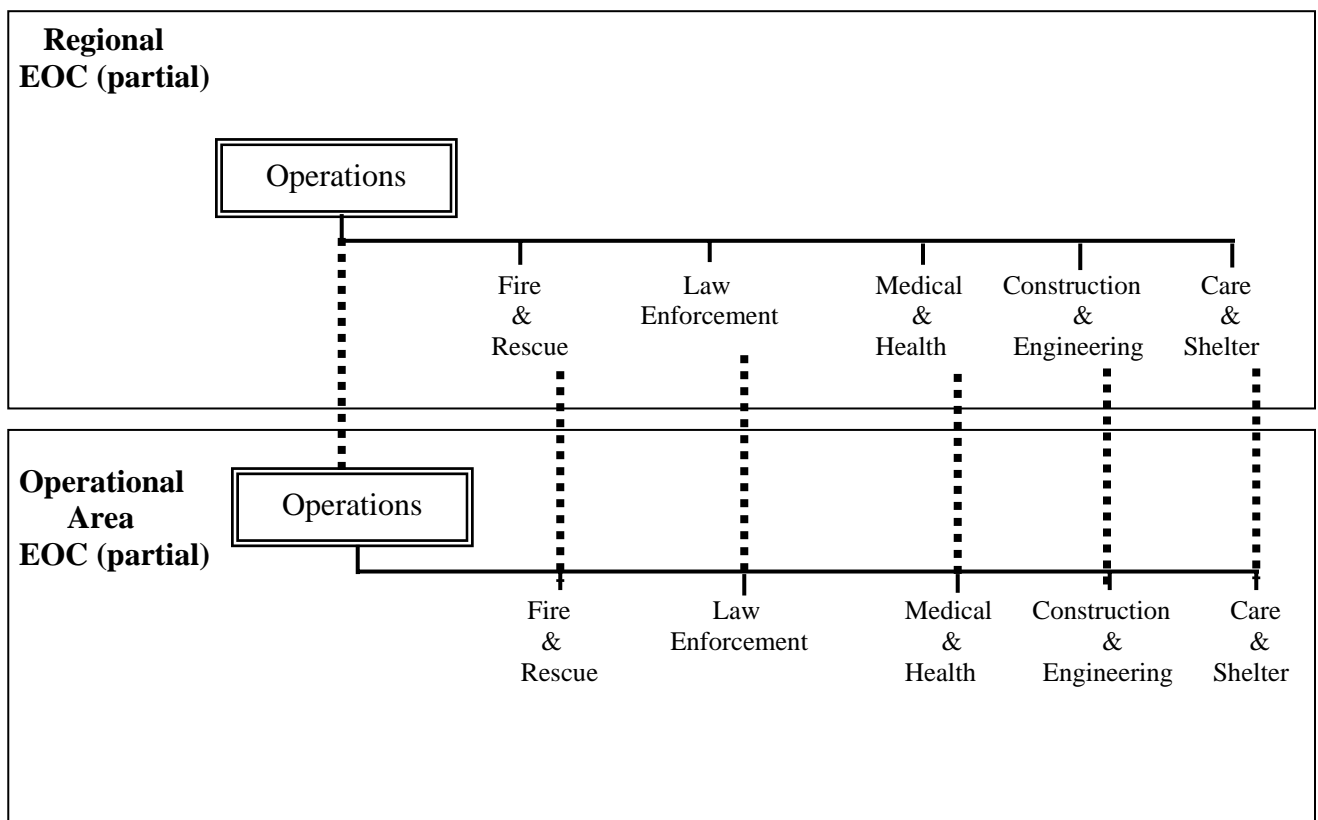 Regional
EOC (partial)
Operations
Fire
&
Rescue
Law
Enforcement
Medical
&
Health
Construction
&
Engineering
Care
&
Shelter
Operational
Area
EOC (partial)
Operations
Fire
&
Rescue
Law
Enforcement
Medical
&
Health
Construction
&
Engineering
Care
&
Shelter